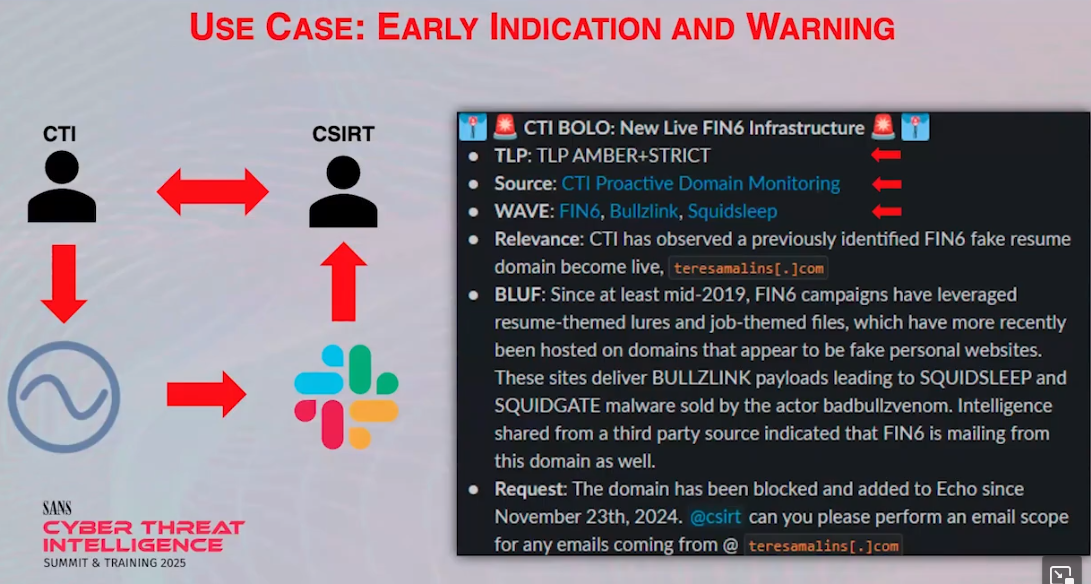 USE CASE: EARLY INDICATION AND WARNING
CTI
CSIRT
CTI BOLO: New Live FIN6 Infrastructure
• TLP: TLP AMBER+STRICT
• Source: CTI Proactive Domain Monitoring
• WAVE: FIN6, Bullzlink, Squidsleep
• Relevance: CTI has observed a previously identified FIN6 fake resume
domain become live, teresamalins[.]com
• BLUF: Since at least mid-2019, FIN6 campaigns have leveraged
resume-themed lures and job-themed files, which have more recently
been hosted on domains that appear to be fake personal websites.
These sites deliver BULLZLINK payloads leading to SQUIDSLEEP and
SQUIDGATE malware sold by the actor badbullzvenom. Intelligence
shared from a third party source indicated that FIN6 is mailing from
this domain as well.
• Request: The domain has been blocked and added to Echo since
November 23th, 2024. @csirt can you please perform an email scope
for any emails coming from @ teresamalins[.]com
SANS
CYBER THREAT
INTELLIGENCE
SUMMIT & TRAINING 2025